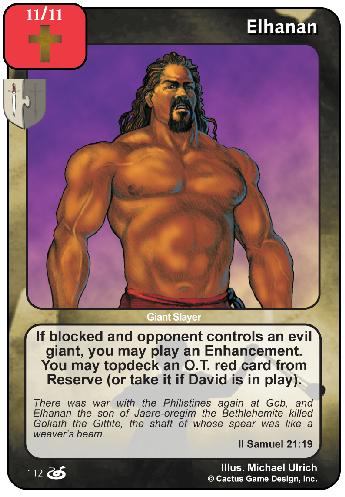 11/11
Elhanan
Giant Slayer
If blocked and opponent controls an evil
giant, you may play an Enhancement.
You may topdeck an O.T. red card from
Reserve (or take it if David is in play).
There was war with the Philistines again at Gob, and
Elhanan the son of Jaare-oregim the Bethlehemite killed
Goliath the Gittite, the shaft of whose spear was like a
weaver's beam.
II Samuel 21:19
Illus. Michael Ulrich
© Cactus Game Design, Inc.